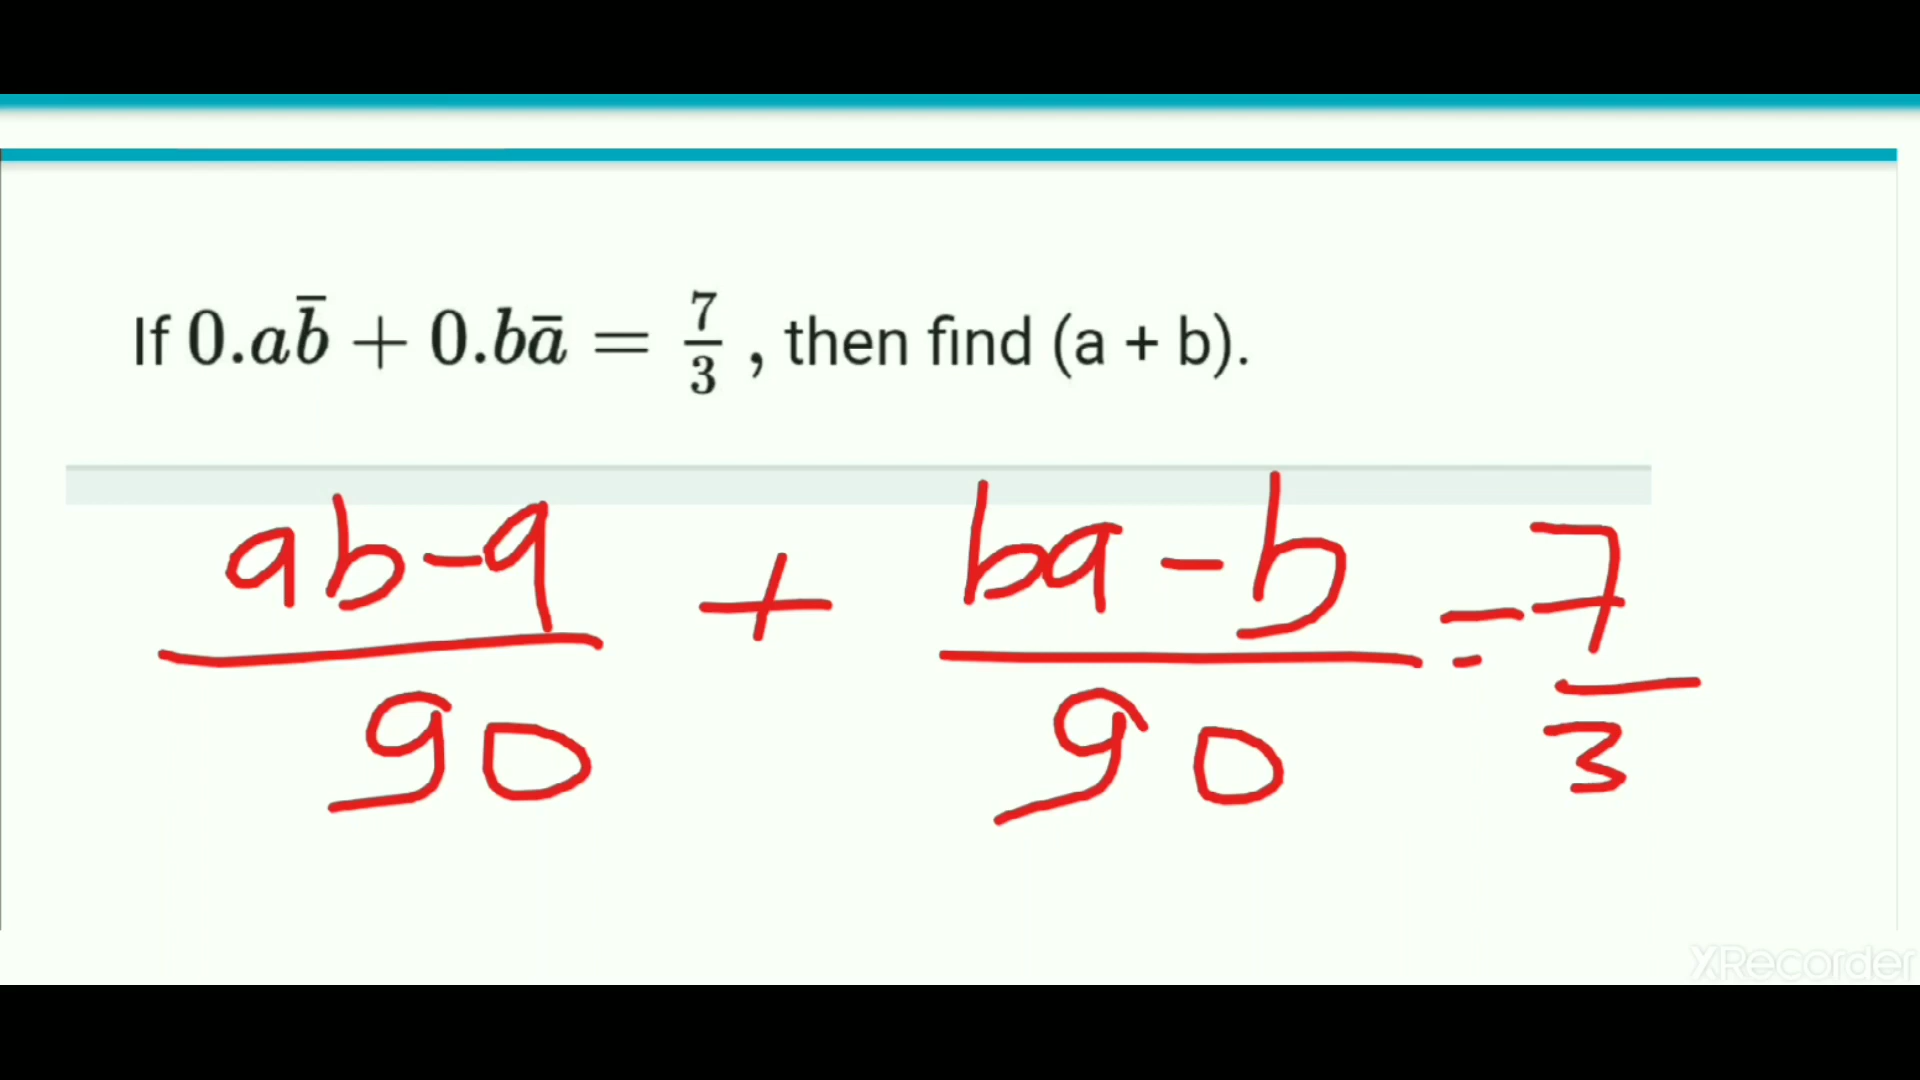 If 0.ab̄ + 0.bā = 7/3 , then find (a + b).
ab-a/90 + ba-b/90 = 7/3
XRecorder